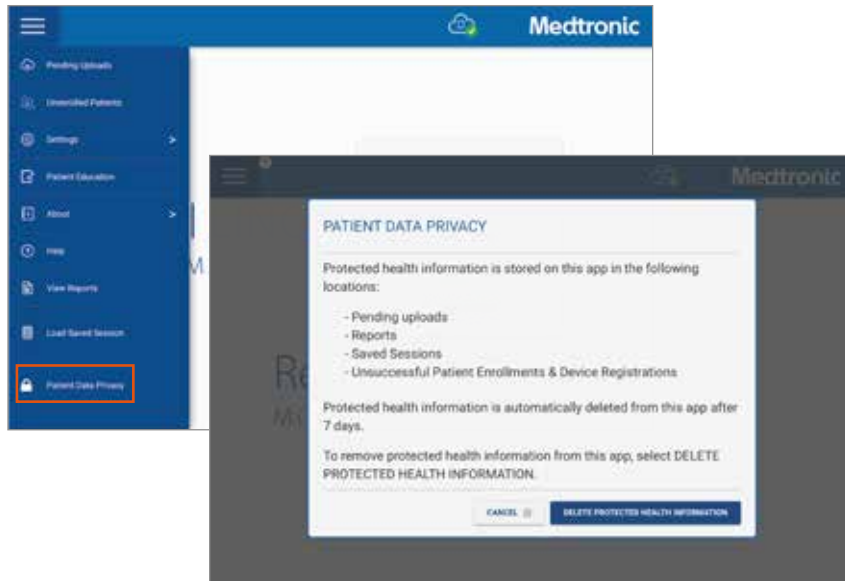 Medtronic
Pending Uploads
Unenrolled Patients
Settings >
Patient Education
About >
Help
View Reports
Load Saved Session
Patient Data Privacy
M
Medtronic
PATIENT DATA PRIVACY
Protected health information is stored on this app in the following
locations:
- Pending uploads
- Reports
- Saved Sessions
- Unsuccessful Patient Enrollments & Device Registrations
Protected health information is automatically deleted from this app after
7 days.
To remove protected health information from this app, select DELETE
PROTECTED HEALTH INFORMATION.
CANCEL
DELETE PROTECTED HEALTH INFORMATION
Re
Mi